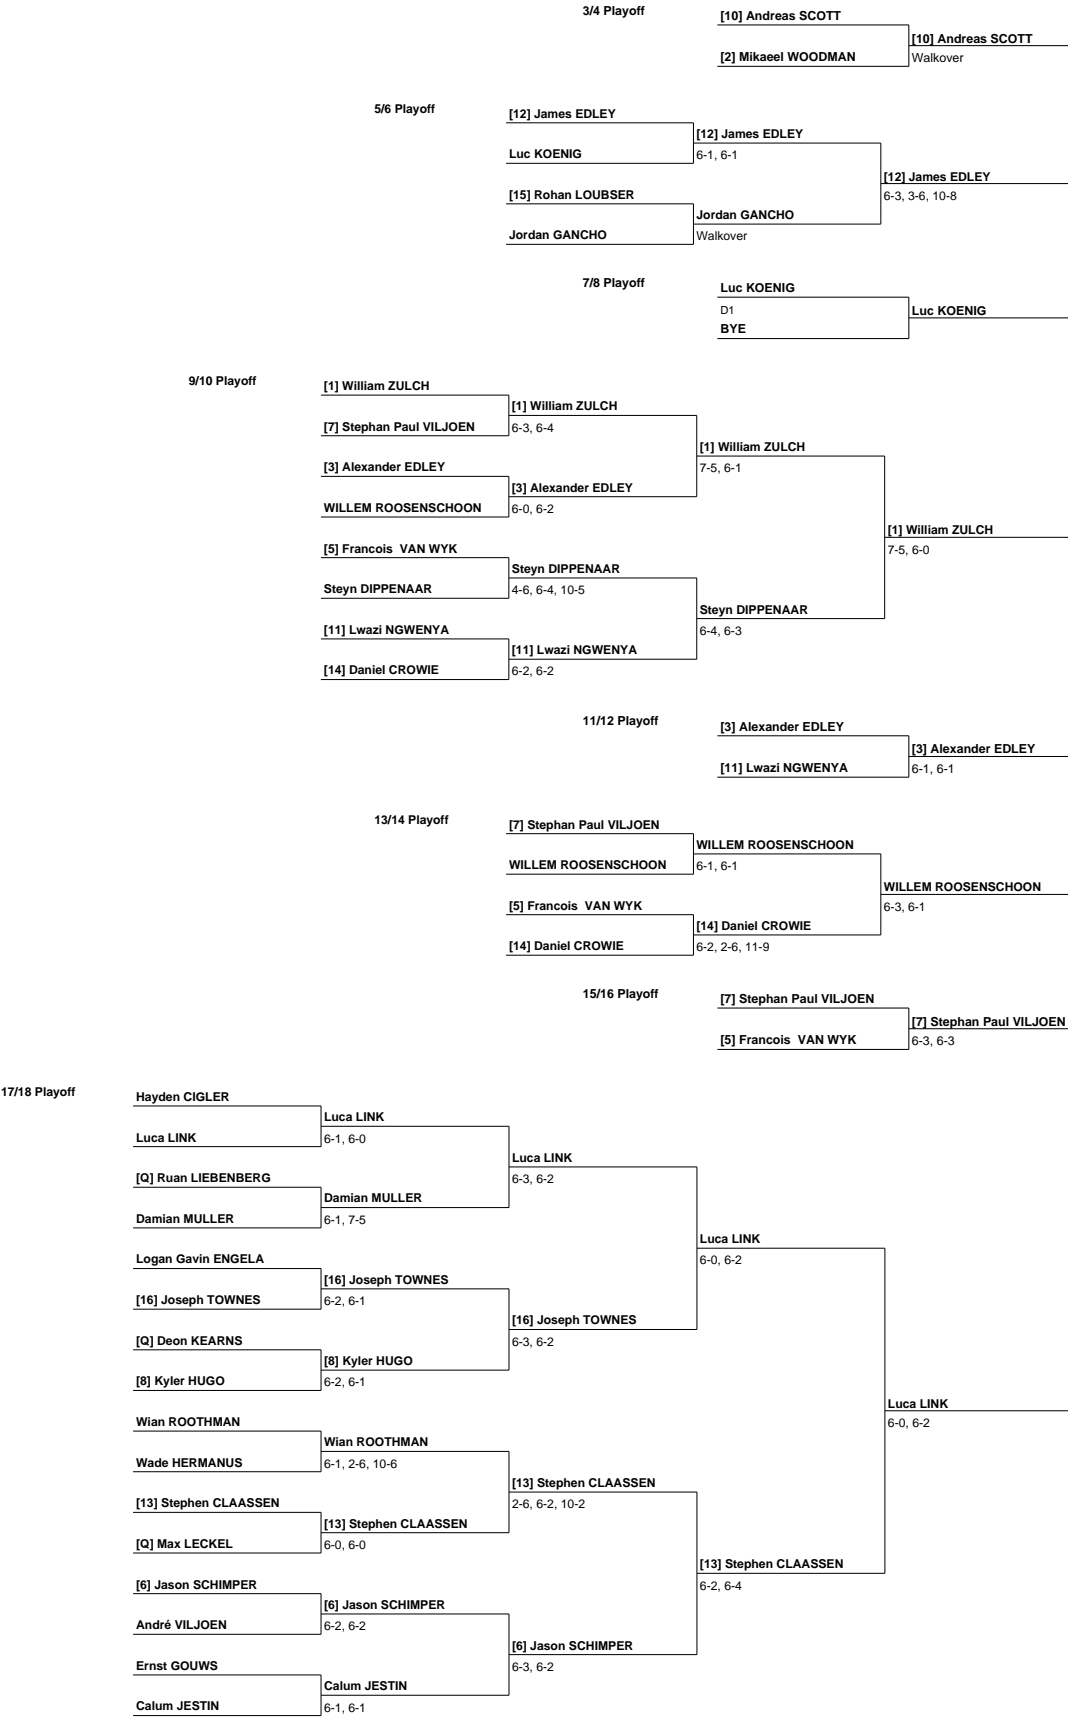 3/4 Playoff
[10] Andreas SCOTT
[10] Andreas SCOTT
[2] Mikaeel WOODMAN
Walkover
5/6 Playoff
[12] James EDLEY
[12] James EDLEY
Luc KOENIG
6-1, 6-1
[12] James EDLEY
[15] Rohan LOUBSER
6-3, 3-6, 10-8
Jordan GANCHO
Jordan GANCHO
Walkover
7/8 Playoff
Luc KOENIG
D1
Luc KOENIG
BYE
9/10 Playoff
[1] William ZULCH
[1] William ZULCH
[7] Stephan Paul VILJOEN
6-3, 6-4
[1] William ZULCH
[3] Alexander EDLEY
7-5, 6-1
[3] Alexander EDLEY
WILLEM ROOSENSCHOON
6-0, 6-2
[1] William ZULCH
[5] Francois  VAN WYK
7-5, 6-0
Steyn DIPPENAAR
Steyn DIPPENAAR
4-6, 6-4, 10-5
Steyn DIPPENAAR
[11] Lwazi NGWENYA
6-4, 6-3
[11] Lwazi NGWENYA
[14] Daniel CROWIE
6-2, 6-2
11/12 Playoff
[3] Alexander EDLEY
[3] Alexander EDLEY
[11] Lwazi NGWENYA
6-1, 6-1
13/14 Playoff
[7] Stephan Paul VILJOEN
WILLEM ROOSENSCHOON
WILLEM ROOSENSCHOON
6-1, 6-1
WILLEM ROOSENSCHOON
[5] Francois  VAN WYK
6-3, 6-1
[14] Daniel CROWIE
[14] Daniel CROWIE
6-2, 2-6, 11-9
15/16 Playoff
[7] Stephan Paul VILJOEN
[7] Stephan Paul VILJOEN
[5] Francois  VAN WYK
6-3, 6-3
17/18 Playoff
Hayden CIGLER
Luca LINK
Luca LINK
6-1, 6-0
Luca LINK
[Q] Ruan LIEBENBERG
6-3, 6-2
Damian MULLER
Damian MULLER
6-1, 7-5
Luca LINK
Logan Gavin ENGELA
6-0, 6-2
[16] Joseph TOWNES
[16] Joseph TOWNES
6-2, 6-1
[16] Joseph TOWNES
[Q] Deon KEARNS
6-3, 6-2
[8] Kyler HUGO
[8] Kyler HUGO
6-2, 6-1
Luca LINK
Wian ROOTHMAN
6-0, 6-2
Wian ROOTHMAN
Wade HERMANUS
6-1, 2-6, 10-6
[13] Stephen CLAASSEN
[13] Stephen CLAASSEN
2-6, 6-2, 10-2
[13] Stephen CLAASSEN
[Q] Max LECKEL
6-0, 6-0
[13] Stephen CLAASSEN
[6] Jason SCHIMPER
6-2, 6-4
[6] Jason SCHIMPER
André VILJOEN
6-2, 6-2
[6] Jason SCHIMPER
Ernst GOUWS
6-3, 6-2
Calum JESTIN
Calum JESTIN
6-1, 6-1